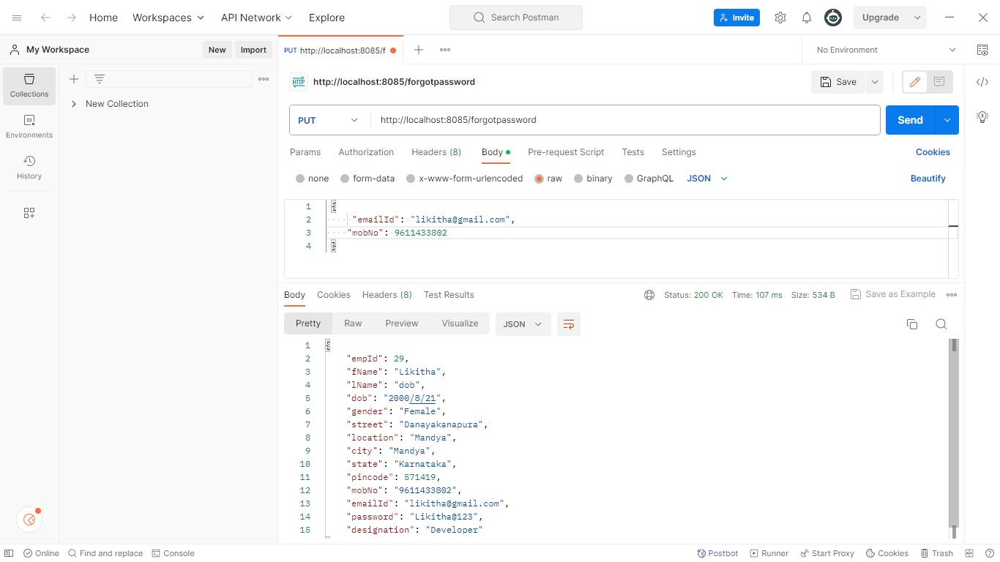 Home Workspaces API Network Explore Search Postman Invite Upgrade
My Workspace New Import PUT http://localhost:8085/f No Environment
Collections
New Collection
Environments
History
HTTP http://localhost:8085/forgotpassword Save
PUT http://localhost:8085/forgotpassword Send
Params Authorization Headers (8) Body Pre-request Script Tests Settings Cookies
none form-data x-www-form-urlencoded raw binary GraphQL JSON Beautify
1 {
2 "emailId": "likitha@gmail.com",
3 "mobNo": 9611433802
4 }
Body Cookies Headers (8) Test Results Status: 200 OK Time: 107 ms Size: 534 B Save as Example
Pretty Raw Preview Visualize JSON
1 {
2 "empId": 29,
3 "fName": "Likitha",
4 "lName": "dob",
5 "dob": "2000/8/21",
6 "gender": "Female",
7 "street": "Danayakanapura",
8 "location": "Mandya",
9 "city": "Mandya",
10 "state": "Karnataka",
11 "pincode": 571419,
12 "mobNo": "9611433802",
13 "emailId": "likitha@gmail.com",
14 "password": "Likitha@123",
15 "designation": "Developer"
Online Find and replace Console Postbot Runner Start Proxy Cookies Trash